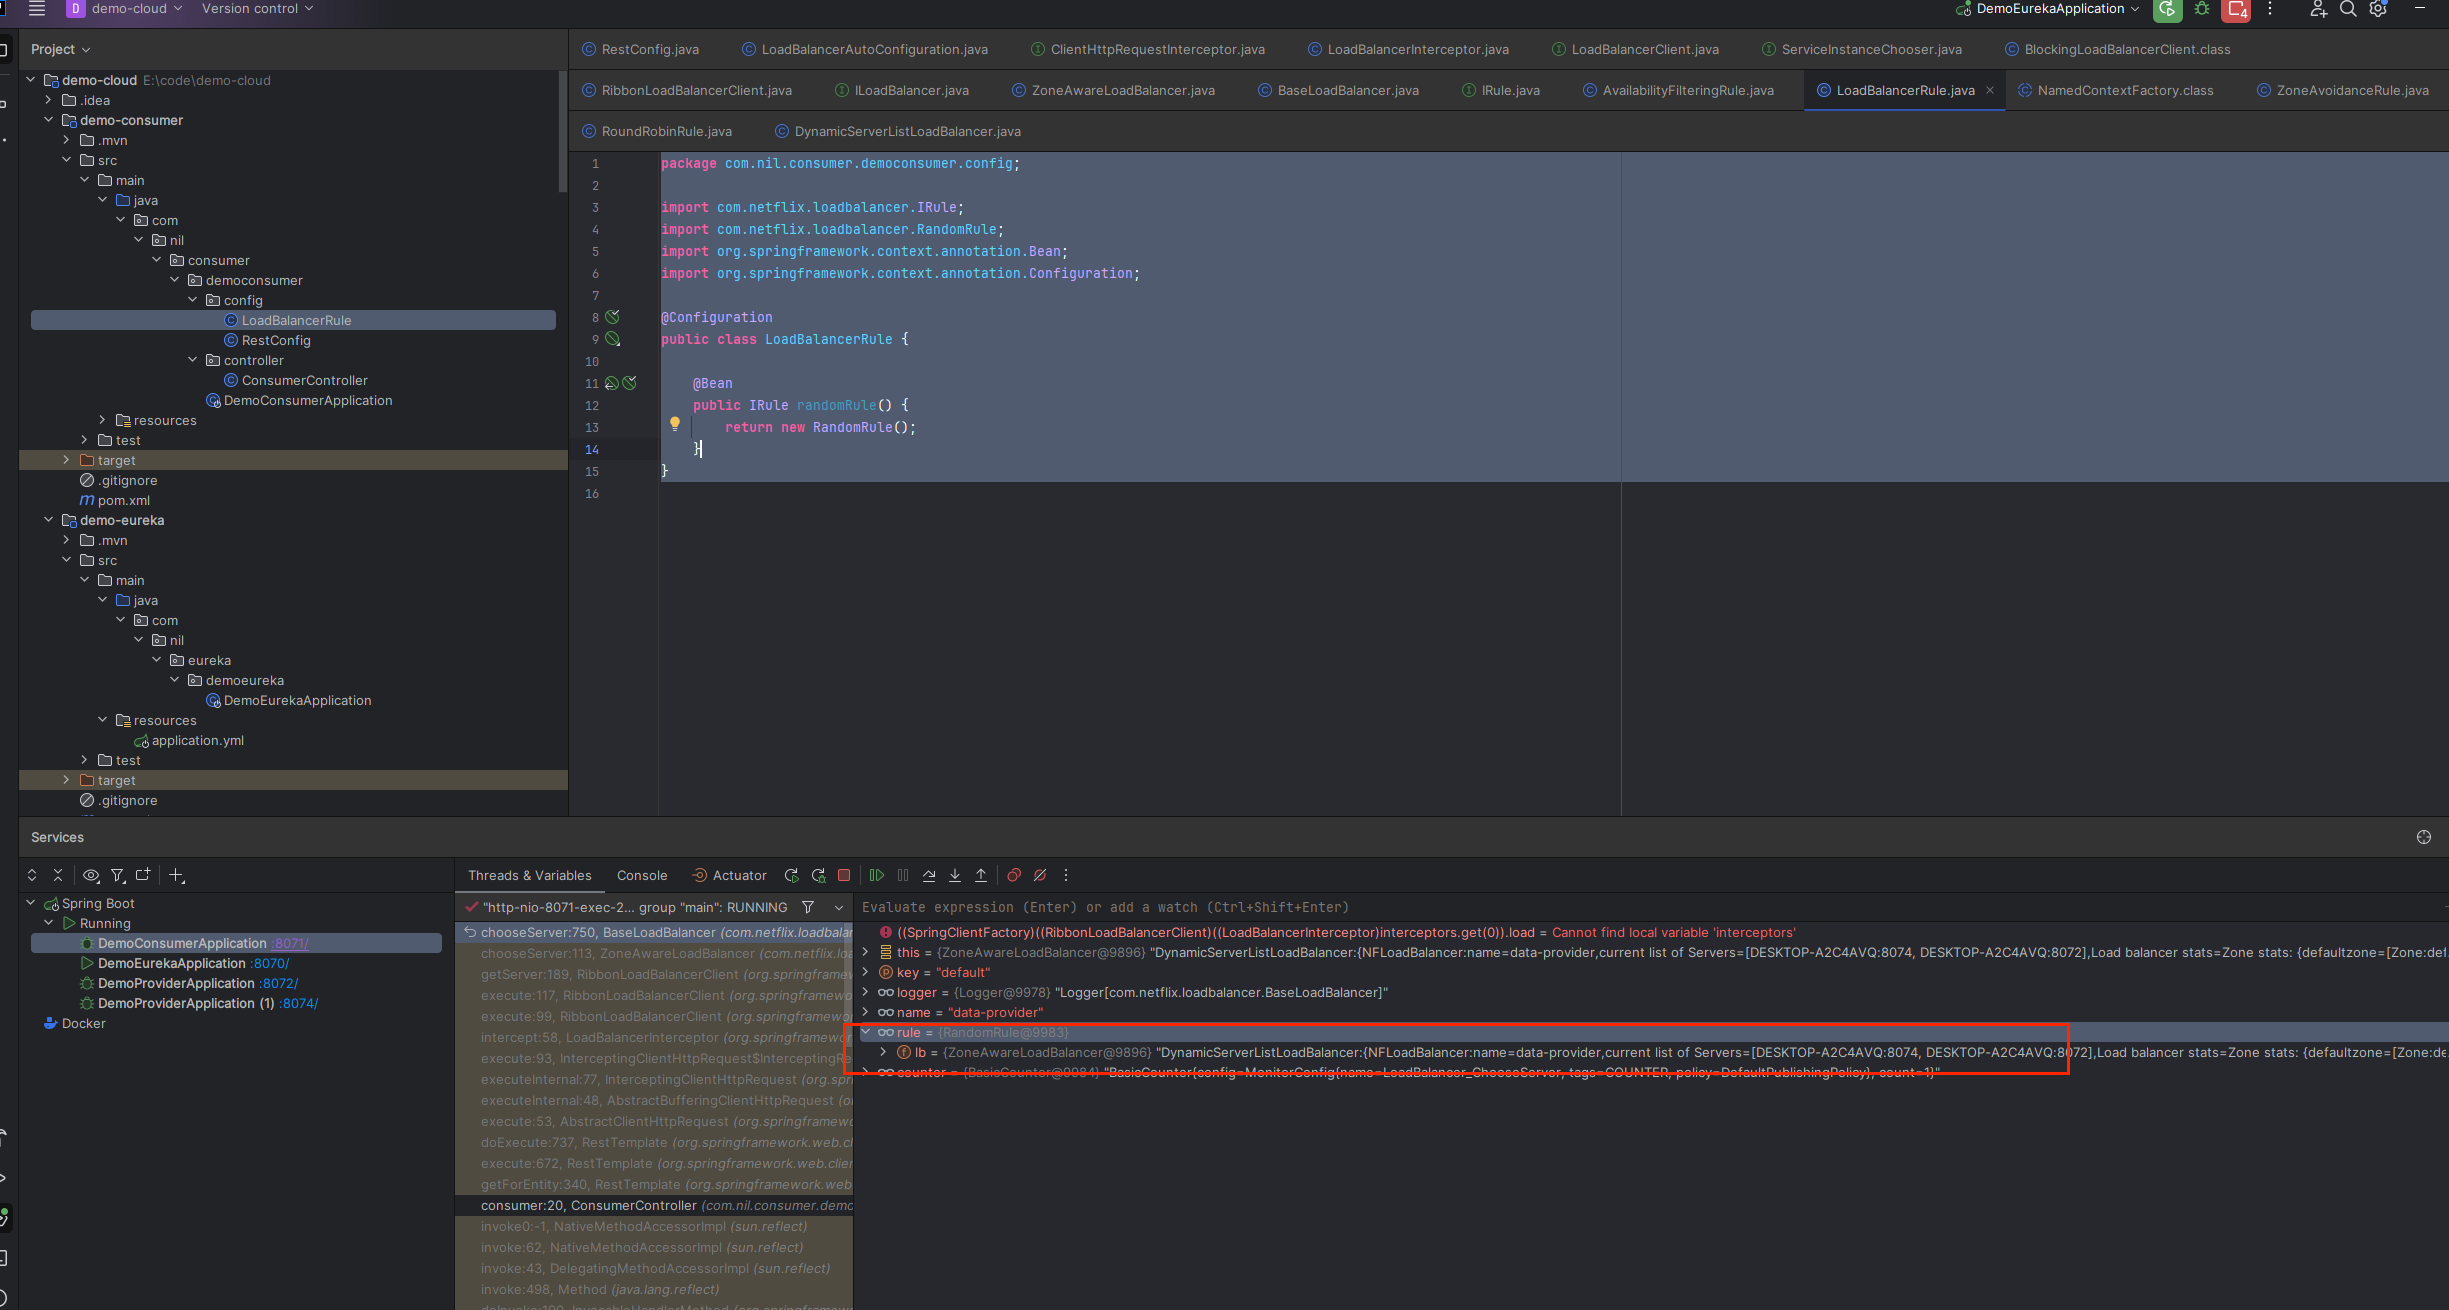 D demo-cloud Version control DemoEurekaApplication 4
Project
RestConfig.java LoadBalancerAutoConfiguration.java ClientHttpRequestInterceptor.java LoadBalancerInterceptor.java LoadBalancerClient.java ServiceInstanceChooser.java BlockingLoadBalancerClient.class
RibbonLoadBalancerClient.java ILoadBalancer.java ZoneAwareLoadBalancer.java BaseLoadBalancer.java IRule.java AvailabilityFilteringRule.java LoadBalancerRule.java NamedContextFactory.class ZoneAvoidanceRule.java
RoundRobinRule.java DynamicServerListLoadBalancer.java
demo-cloud E:\code\demo-cloud
.idea
demo-consumer
.mvn
src
main
java
com
nil
consumer
democonsumer
config
LoadBalancerRule
RestConfig
controller
ConsumerController
DemoConsumerApplication
resources
test
target
.gitignore
pom.xml
demo-eureka
.mvn
src
main
java
com
nil
eureka
demoeureka
DemoEurekaApplication
resources
application.yml
test
target
.gitignore
1 package com.nil.consumer.democonsumer.config;
2
3 import com.netflix.loadbalancer.IRule;
4 import com.netflix.loadbalancer.RandomRule;
5 import org.springframework.context.annotation.Bean;
6 import org.springframework.context.annotation.Configuration;
7
8 @Configuration
9 public class LoadBalancerRule {
10
11 @Bean
12 public IRule randomRule() {
13 return new RandomRule();
14 }
15 }
16
Services
Threads & Variables Console Actuator
Spring Boot
Running
DemoConsumerApplication :8071/
DemoEurekaApplication :8070/
DemoProviderApplication :8072/
DemoProviderApplication (1) :8074/
Docker
"http-nio-8071-exec-2... group "main": RUNNING
chooseServer:750, BaseLoadBalancer (com.netflix.loadbalar
chooseServer:113, ZoneAwareLoadBalancer (com.netflix.loa
getServer:189, RibbonLoadBalancerClient (org.springframew
execute:117, RibbonLoadBalancerClient (org.springframewo
execute:99, RibbonLoadBalancerClient (org.springframewor
intercept:58, LoadBalancerInterceptor (org.springframewor
execute:93, InterceptingClientHttpRequest$InterceptingRe
executeInternal:77, InterceptingClientHttpRequest (org.spri
executeInternal:48, AbstractBufferingClientHttpRequest (o
execute:53, AbstractClientHttpRequest (org.springframewo
doExecute:737, RestTemplate (org.springframework.web.cl
execute:672, RestTemplate (org.springframework.web.clien
getForEntity:340, RestTemplate (org.springframework.web.
consumer:20, ConsumerController (com.nil.consumer.demo
invoke0:-1, NativeMethodAccessorImpl (sun.reflect)
invoke:62, NativeMethodAccessorImpl (sun.reflect)
invoke:43, DelegatingMethodAccessorImpl (sun.reflect)
invoke:498, Method (java.lang.reflect)
Evaluate expression (Enter) or add a watch (Ctrl+Shift+Enter)
((SpringClientFactory)((RibbonLoadBalancerClient)((LoadBalancerInterceptor)interceptors.get(0)).load = Cannot find local variable 'interceptors'
this = {ZoneAwareLoadBalancer@9896} "DynamicServerListLoadBalancer:{NFLoadBalancer:name=data-provider,current list of Servers=[DESKTOP-A2C4AVQ:8074, DESKTOP-A2C4AVQ:8072],Load balancer stats=Zone stats: {defaultzone=[Zone:def
key = "default"
logger = {Logger@9978} "Logger[com.netflix.loadbalancer.BaseLoadBalancer]"
name = "data-provider"
rule = {RandomRule@9983}
lb = {ZoneAwareLoadBalancer@9896} "DynamicServerListLoadBalancer:{NFLoadBalancer:name=data-provider,current list of Servers=[DESKTOP-A2C4AVQ:8074, DESKTOP-A2C4AVQ:8072],Load balancer stats=Zone stats: {defaultzone=[Zone:de
counter = {BasicCounter@9984} "BasicCounter{config=MonitorConfig{name=LoadBalancer_ChooseServer, tags=COUNTER, policy=DefaultPublishingPolicy}, count=1}"